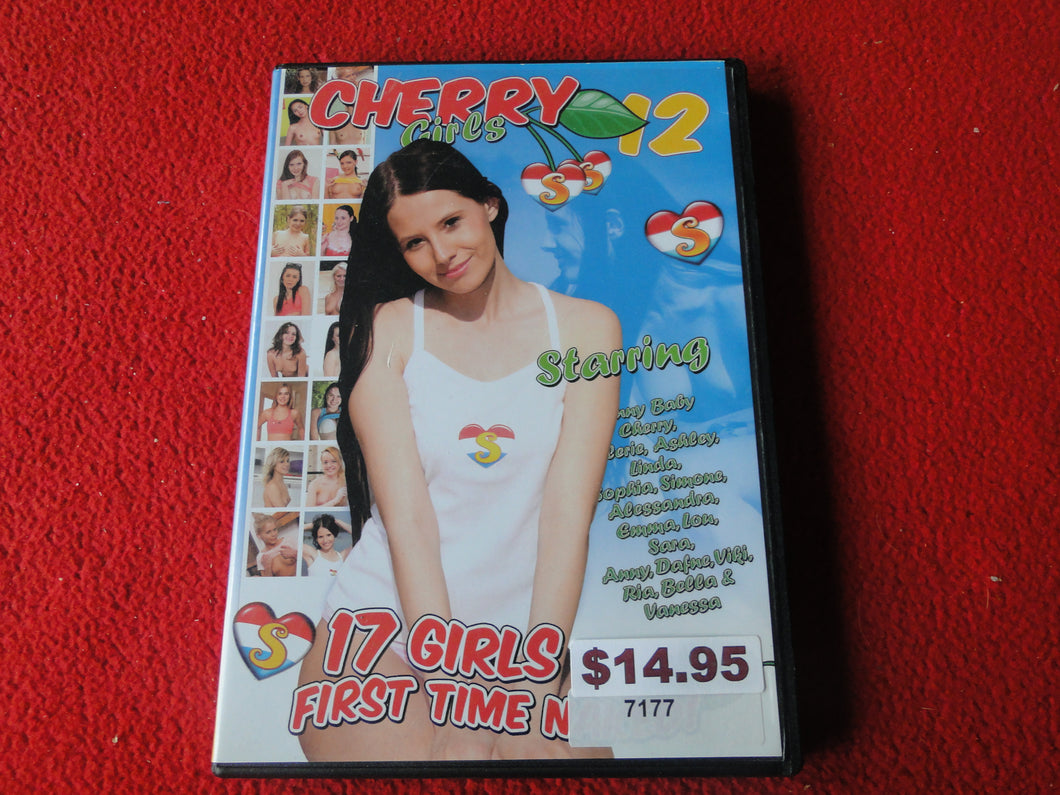 CHERRY
Girls
12
S
S
S
Starring
Baby
Cherry,
Ashley,
Linda,
Sophia, Simone,
Alessandra,
Emma, Lou,
Sara,
Anny, Dafne, Viki,
Ria, Bella &
Vanessa
S
S
17 GIRLS
FIRST TIME
$14.95
7177